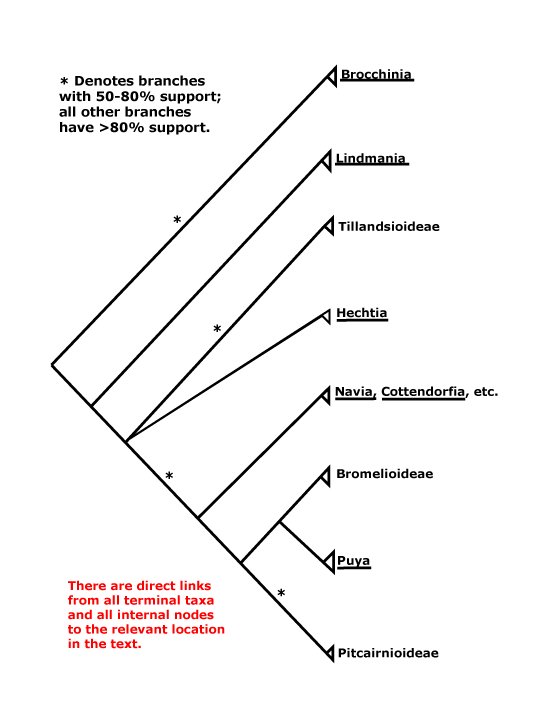 * Denotes branches
with 50-80% support;
all other branches
have >80% support.
Brocchinia
Lindmania
*
Tillandsioideae
*
Hechtia
Navia, Cottendorfia, etc.
*
Bromelioideae
Puya
*
Pitcairnioideae
There are direct links
from all terminal taxa
and all internal nodes
to the relevant location
in the text.